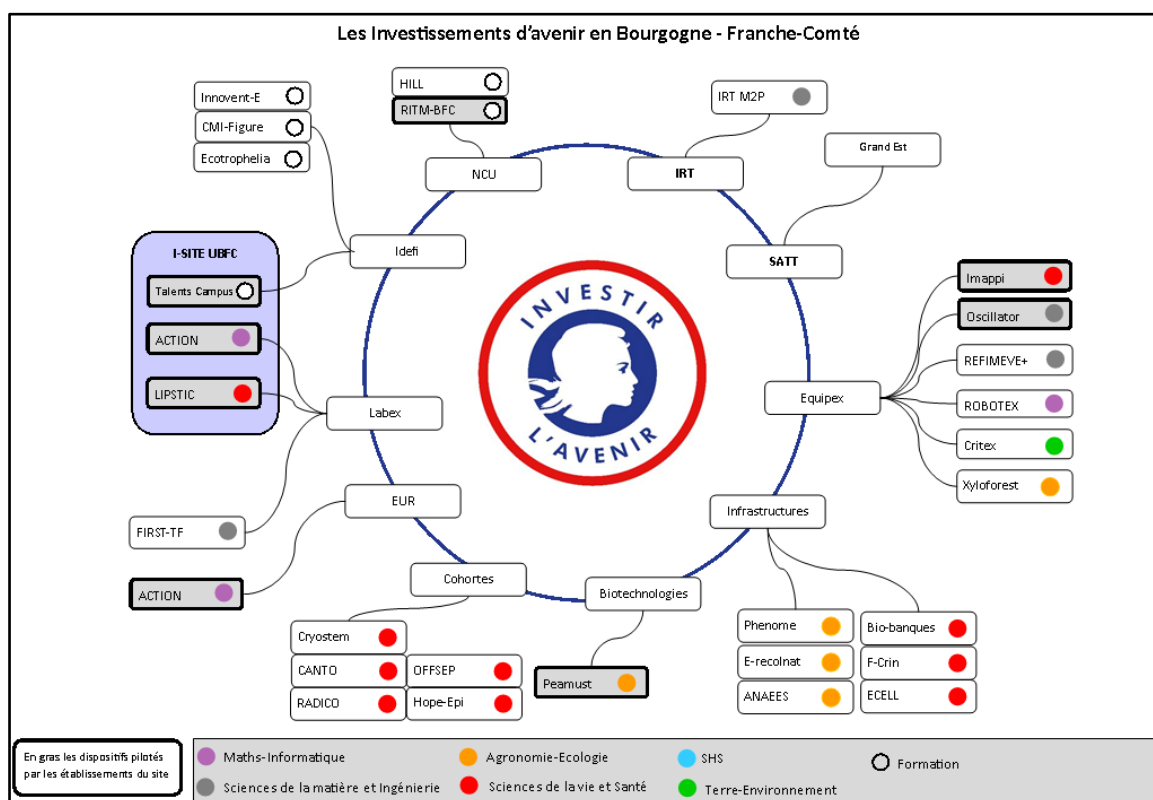 Les Investissements d'avenir en Bourgogne - Franche-Comté
HILL
RITM-BFC
IRT M2P
Innovent-E
CMI-Figure
Ecotrophelia
Grand Est
NCU
IRT
Idefi
SATT
I-SITE UBFC
Talents Campus
ACTION
LIPSTIC
INVESTIR
L'AVENIR
Imappi
Oscillator
REFIMEVE+
ROBOTEX
Critex
Xyloforest
Equipex
Labex
EUR
Infrastructures
FIRST-TF
ACTION
Cohortes
Biotechnologies
Cryostem
CANTO
OFFSEP
RADICO
Hope-Epi
Peamust
Phenome
E-recolnat
ANAEES
Bio-banques
F-Crin
ECELL
En gras les dispositifs pilotés
par les établissements du site
Maths-Informatique
Agronomie-Ecologie
SHS
Formation
Sciences de la matière et Ingénierie
Sciences de la vie et Santé
Terre-Environnement